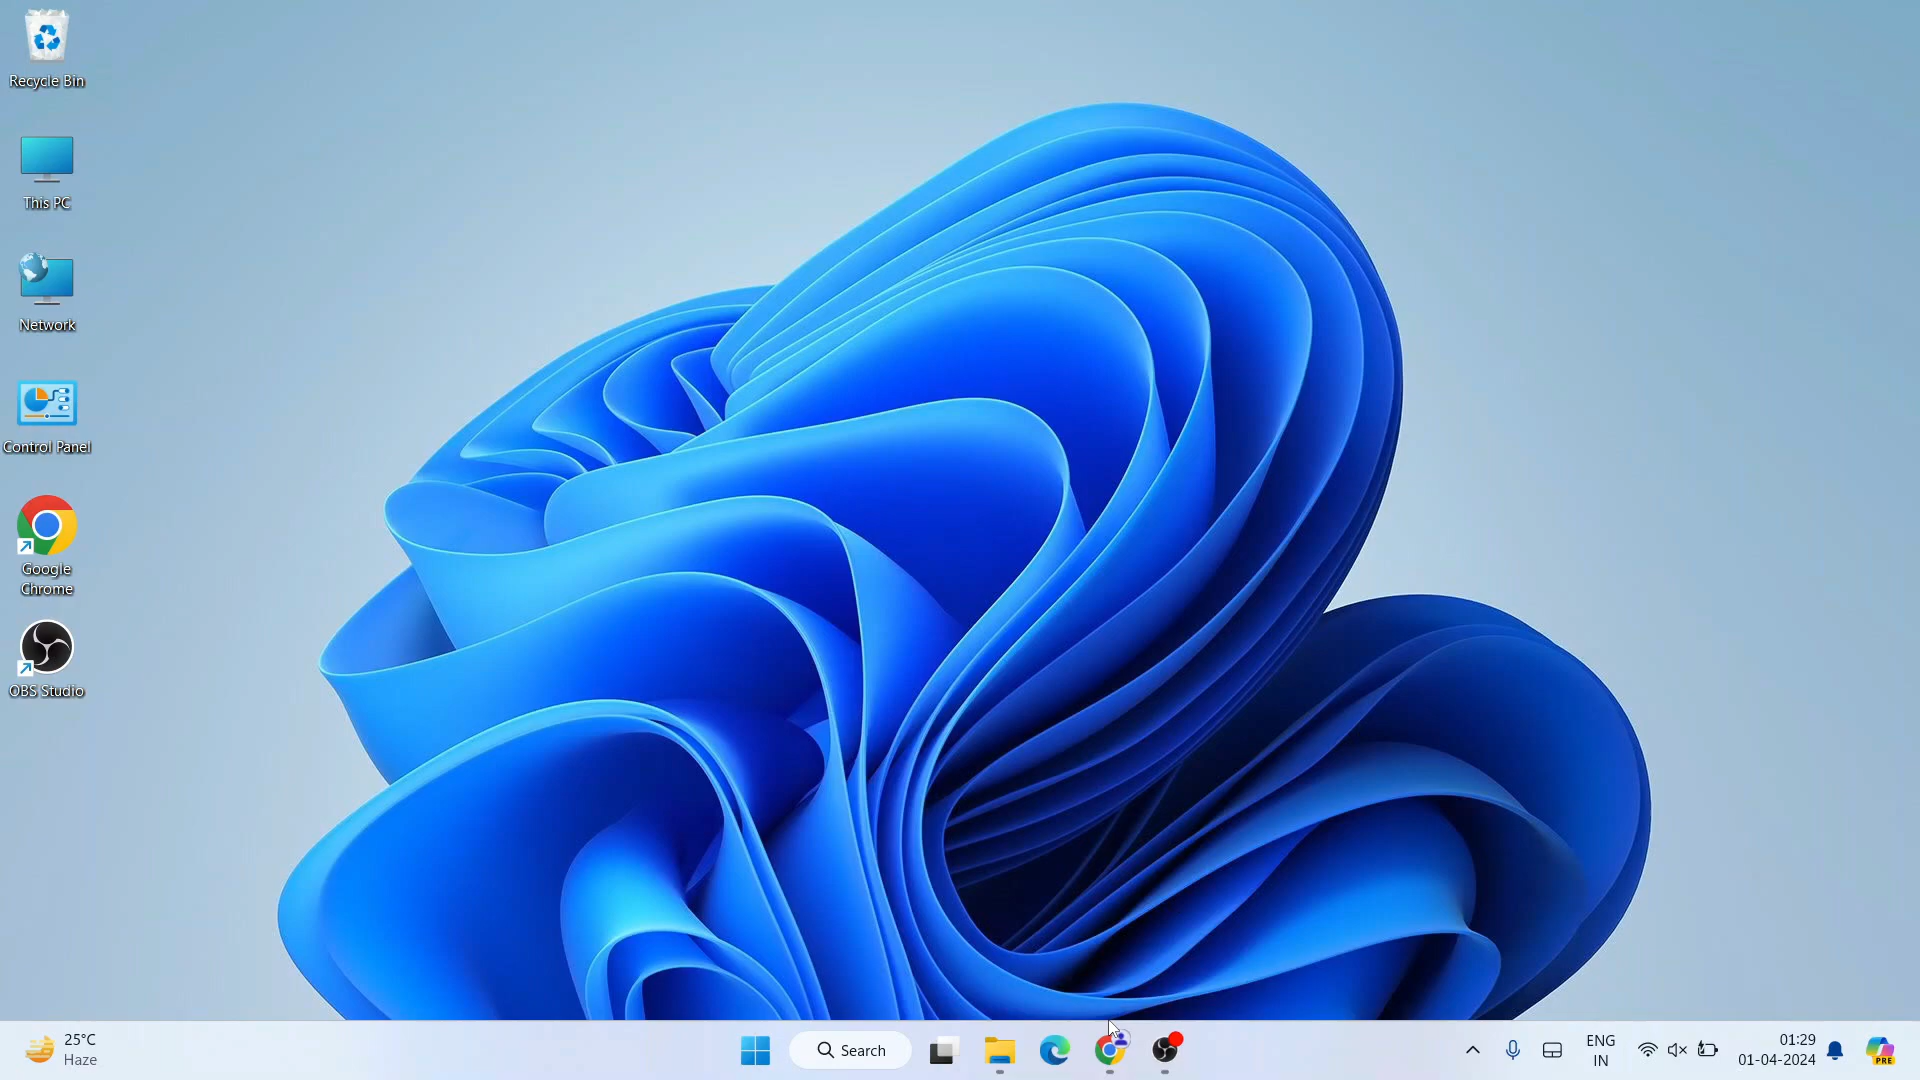 Recycle Bin
This PC
Network
Control Panel
Google
Chrome
OBS Studio
25°C
Haze
Search
ENG
IN
01:29
01-04-2024
PRE